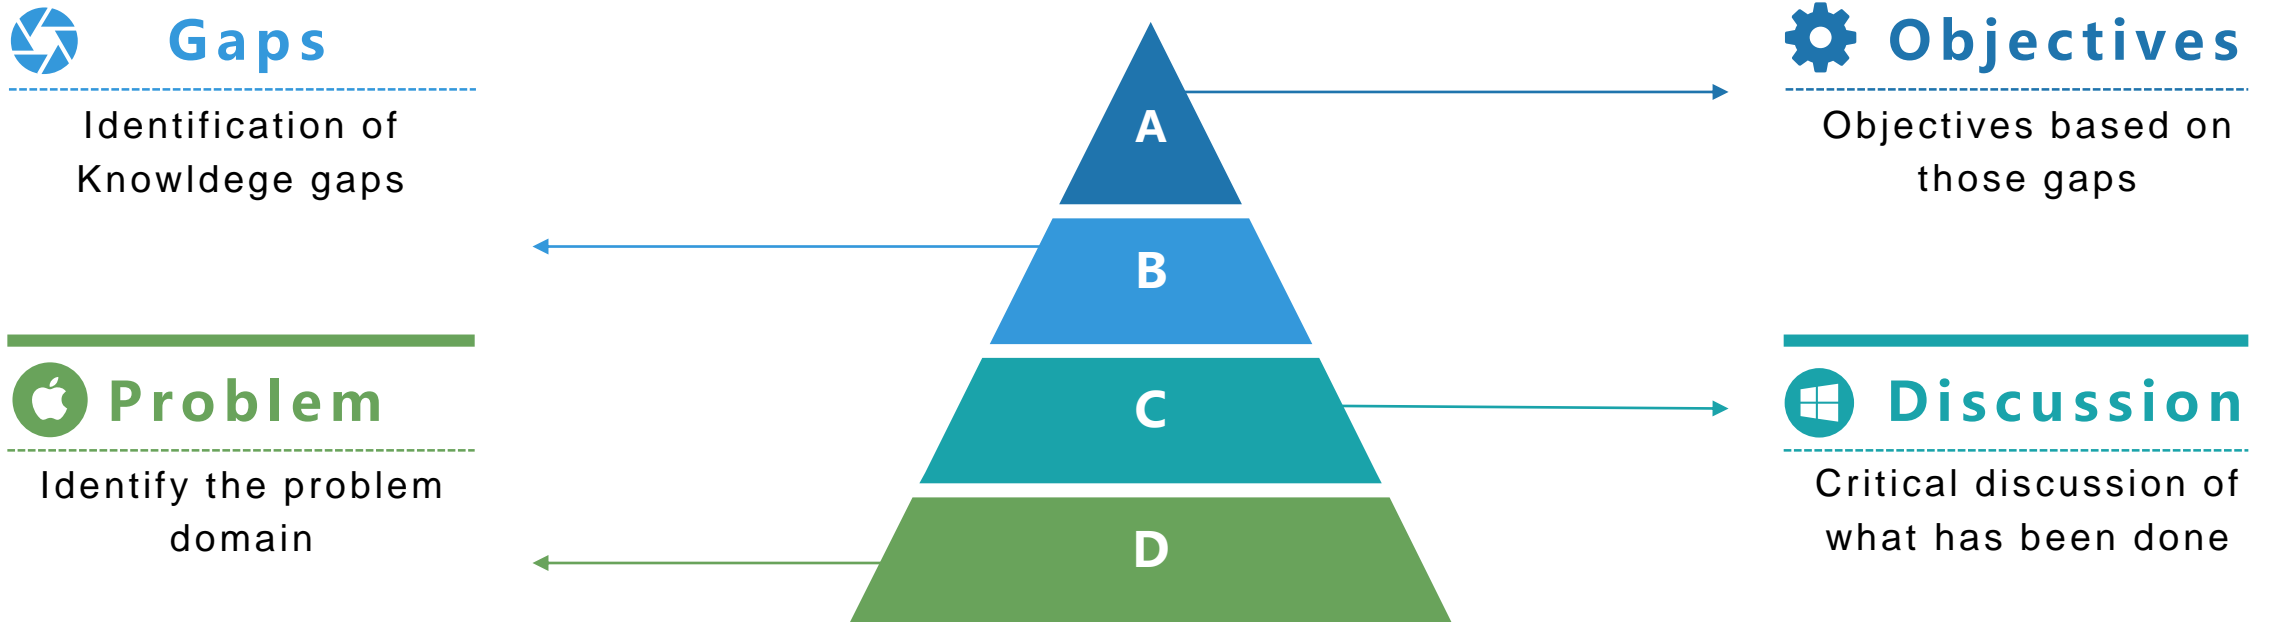 Gaps
Identification of
Knowldege gaps
Problem
Identify the problem
domain
A
B
C
D
Objectives
Objectives based on
those gaps
Discussion
Critical discussion of
what has been done